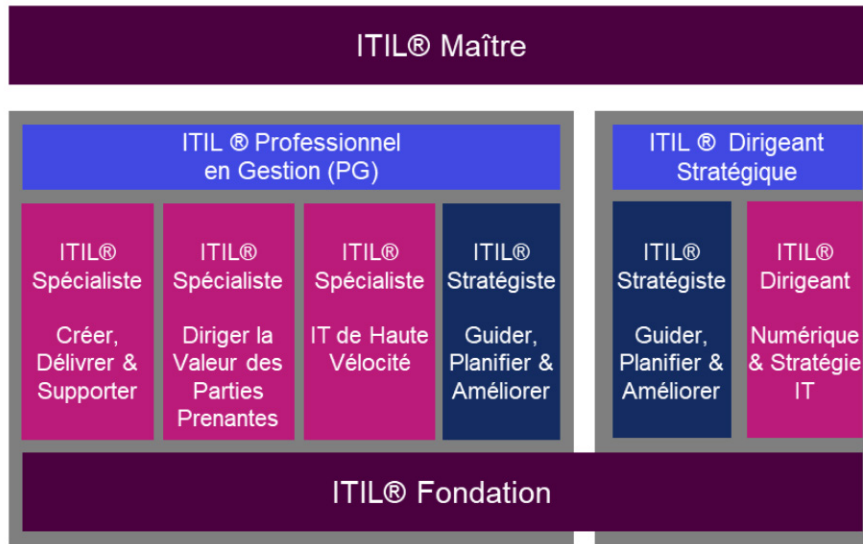 ITIL® Maître
ITIL ® Professionnel
en Gestion (PG)
ITIL ® Dirigeant
Stratégique
ITIL®
Spécialiste
Créer,
Délivrer &
Supporter
ITIL®
Spécialiste
Diriger la
Valeur des
Parties
Prenantes
ITIL®
Spécialiste
IT de Haute
Vélocité
ITIL®
Stratégiste
Guider,
Planifier &
Améliorer
ITIL®
Stratégiste
Guider,
Planifier &
Améliorer
ITIL®
Dirigeant
Numérique
& Stratégie
IT
ITIL® Fondation